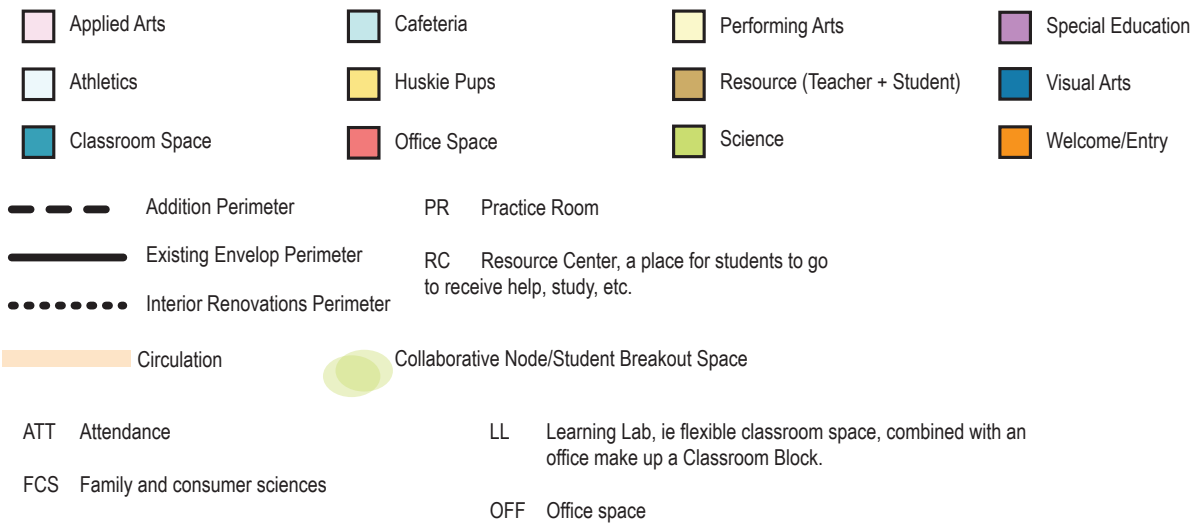 Applied Arts
Cafeteria
Performing Arts
Special Education
Athletics
Huskie Pups
Resource (Teacher + Student)
Visual Arts
Classroom Space
Office Space
Science
Welcome/Entry
Addition Perimeter
PR Practice Room
Existing Envelop Perimeter
RC Resource Center, a place for students to go
to receive help, study, etc.
Interior Renovations Perimeter
Circulation
Collaborative Node/Student Breakout Space
ATT Attendance
LL Learning Lab, ie flexible classroom space, combined with an
office make up a Classroom Block.
FCS Family and consumer sciences
OFF Office space